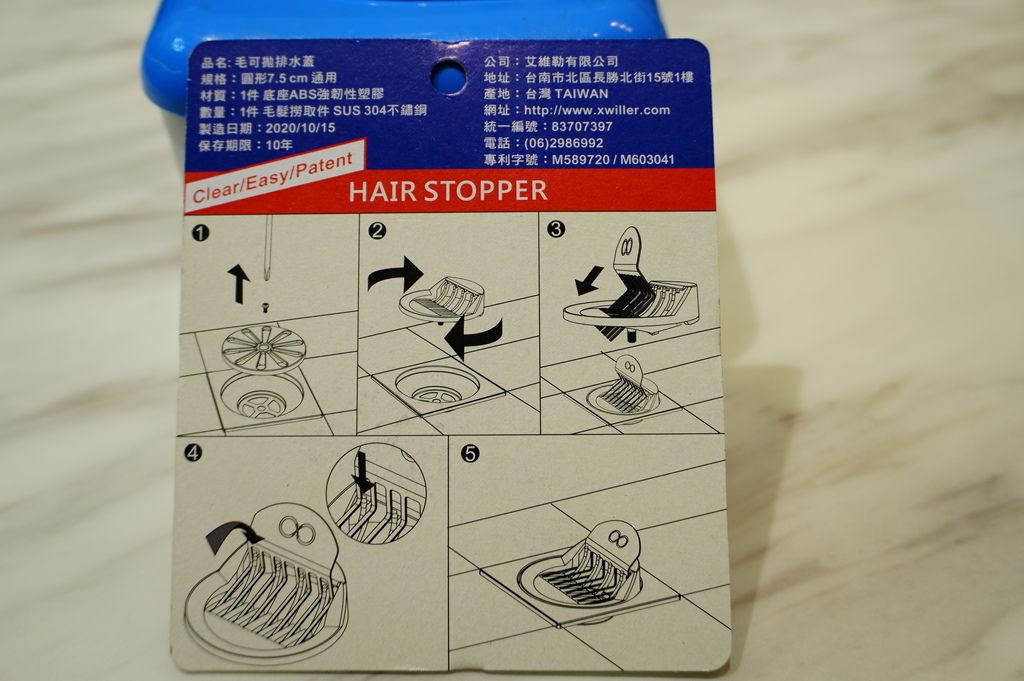 品名: 毛可拋排水蓋
規格：圓形7.5 cm 通用
材質：1件 底座ABS強韌性塑膠
數量：1件 毛髮撈取件 SUS 304不鏽鋼
製造日期：2020/10/15
保存期限：10年
公司：艾維勒有限公司
地址：台南市北區長勝北街15號1樓
產地：台灣 TAIWAN
網址：http://www.xwiller.com
統一編號：83707397
電話：(06)2986992
專利字號：M589720 / M603041
Clear/Easy/Patent
HAIR STOPPER
1
2
3
4
5